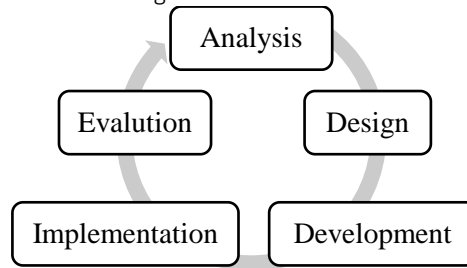 Analysis
Evalution
Design
Implementation
Development